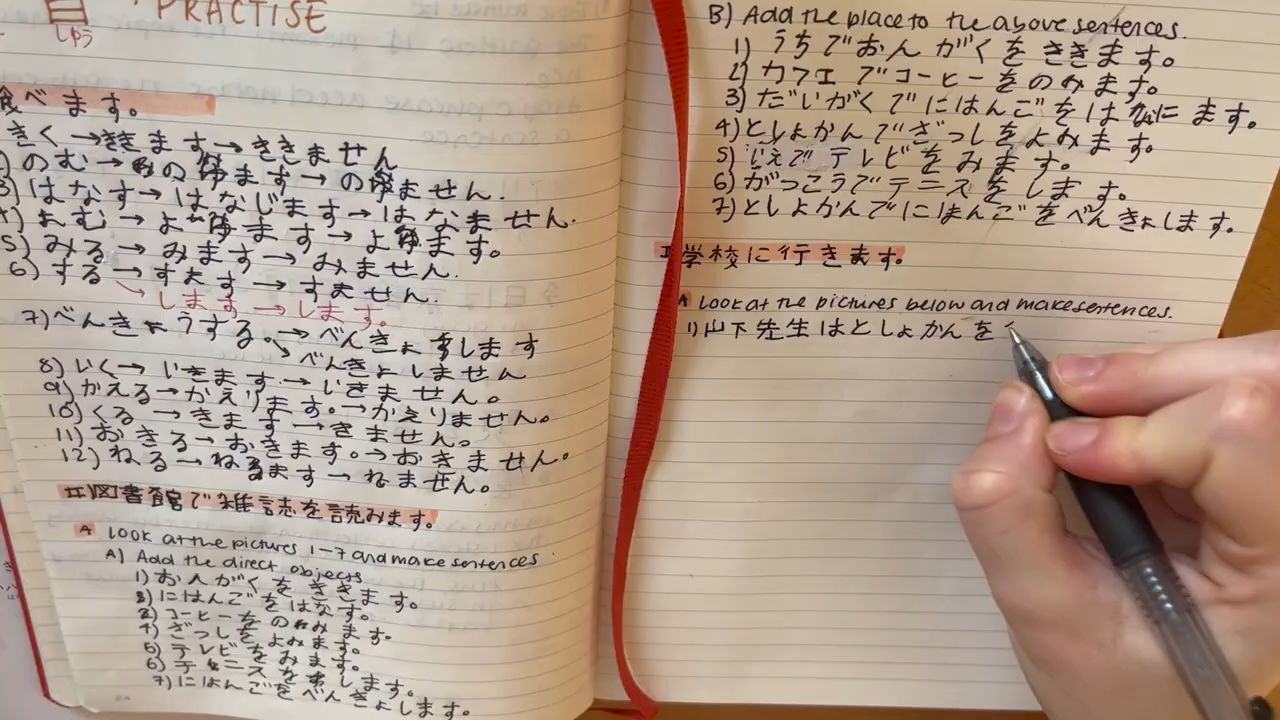 習 PRACTISE
しゅう
食べます。
きく→ききます→ききません
のむ→のみます→のみません.
3)はなす→はなじます→はなません.
よむ→よみます→よみます。
5)みる→みます→みません.
6)する→すます→すません.
→します→します。
7)べんきょうする。→べんきょうします
べんきょしません
8)いく→いきます→いきません。
9)かえる→かえります。→かえりません。
10)くる→きます→きません。
11)おきる→おきます。→おきません。
12)ねる→ねます→ねません。
II)図書館で雑誌を読みます。
A Look at the pictures 1-7 and make sentences
A) Add the direct objects
1)おんがくをききます。
2)にほんごをはなす。
3)コーヒーをのみます。
4)ざっしをよみます。
5)テレビをみます。
6)テニスをします。
7)にほんごをべんきょします。
B) Add the place to the above sentences.
1)うちでおんがくをききます。
2)カフェでコーヒーをのみます。
3)だいがくでにほんごをはなします。
4)としょかんでざっしをよみます。
5)いえでテレビをみます。
6)がっこうでテニスをします。
7)としょかんでにほんごをべんきょします。
II学校に行きます。
A Look at the pictures below and make sentences.
1)山下先生はとしょかんを